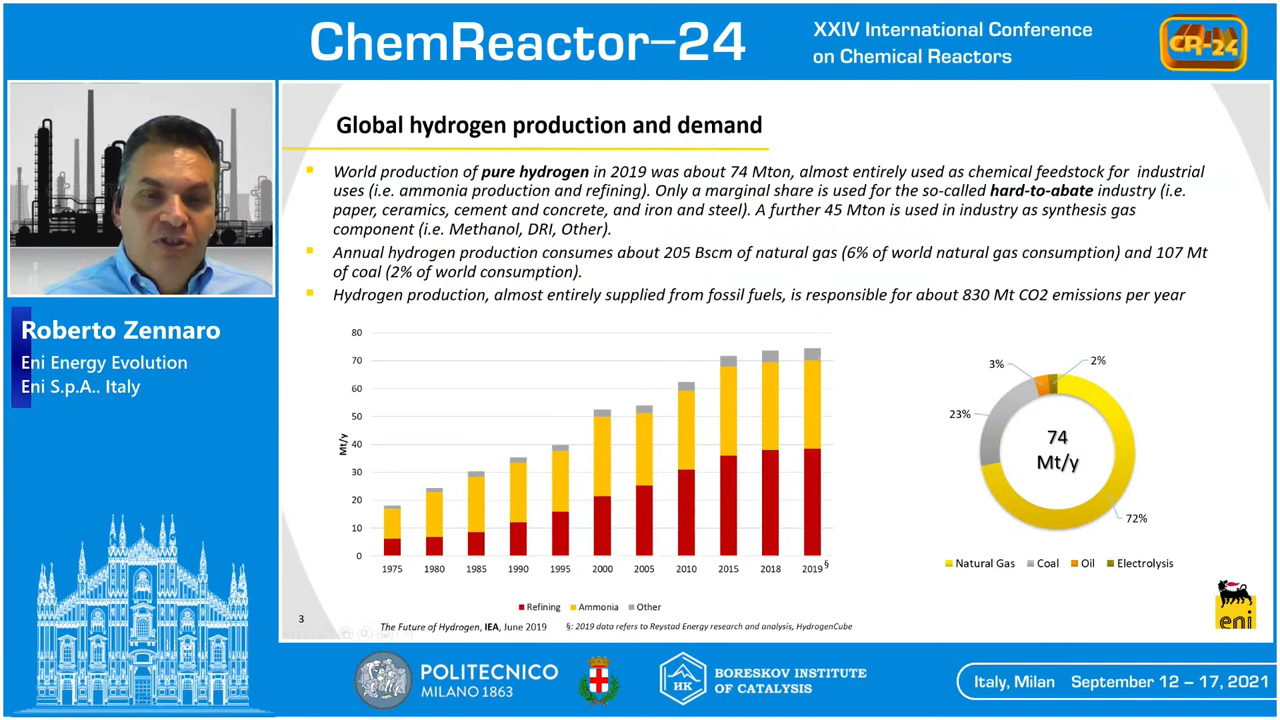 ChemReactor–24
XXIV International Conference
on Chemical Reactors
CR-24
Global hydrogen production and demand
World production of pure hydrogen in 2019 was about 74 Mton, almost entirely used as chemical feedstock for industrial
uses (i.e. ammonia production and refining). Only a marginal share is used for the so-called hard-to-abate industry (i.e.
paper, ceramics, cement and concrete, and iron and steel). A further 45 Mton is used in industry as synthesis gas
component (i.e. Methanol, DRI, Other).
Annual hydrogen production consumes about 205 Bscm of natural gas (6% of world natural gas consumption) and 107 Mt
of coal (2% of world consumption).
Hydrogen production, almost entirely supplied from fossil fuels, is responsible for about 830 Mt CO2 emissions per year
Roberto Zennaro
Eni Energy Evolution
Eni S.p.A.. Italy
80
70
60
50
40
30
20
10
0
Mt/y
1975 1980 1985 1990 1995 2000 2005 2010 2015 2018 2019 §
Refining Ammonia Other
3%
2%
23%
74
Mt/y
72%
Natural Gas Coal Oil Electrolysis
eni
3
The Future of Hydrogen, IEA, June 2019
§: 2019 data refers to Reystad Energy research and analysis, HydrogenCube
POLITECNICO
MILANO 1863
НК
BORESKOV INSTITUTE
OF CATALYSIS
Italy, Milan September 12 – 17, 2021